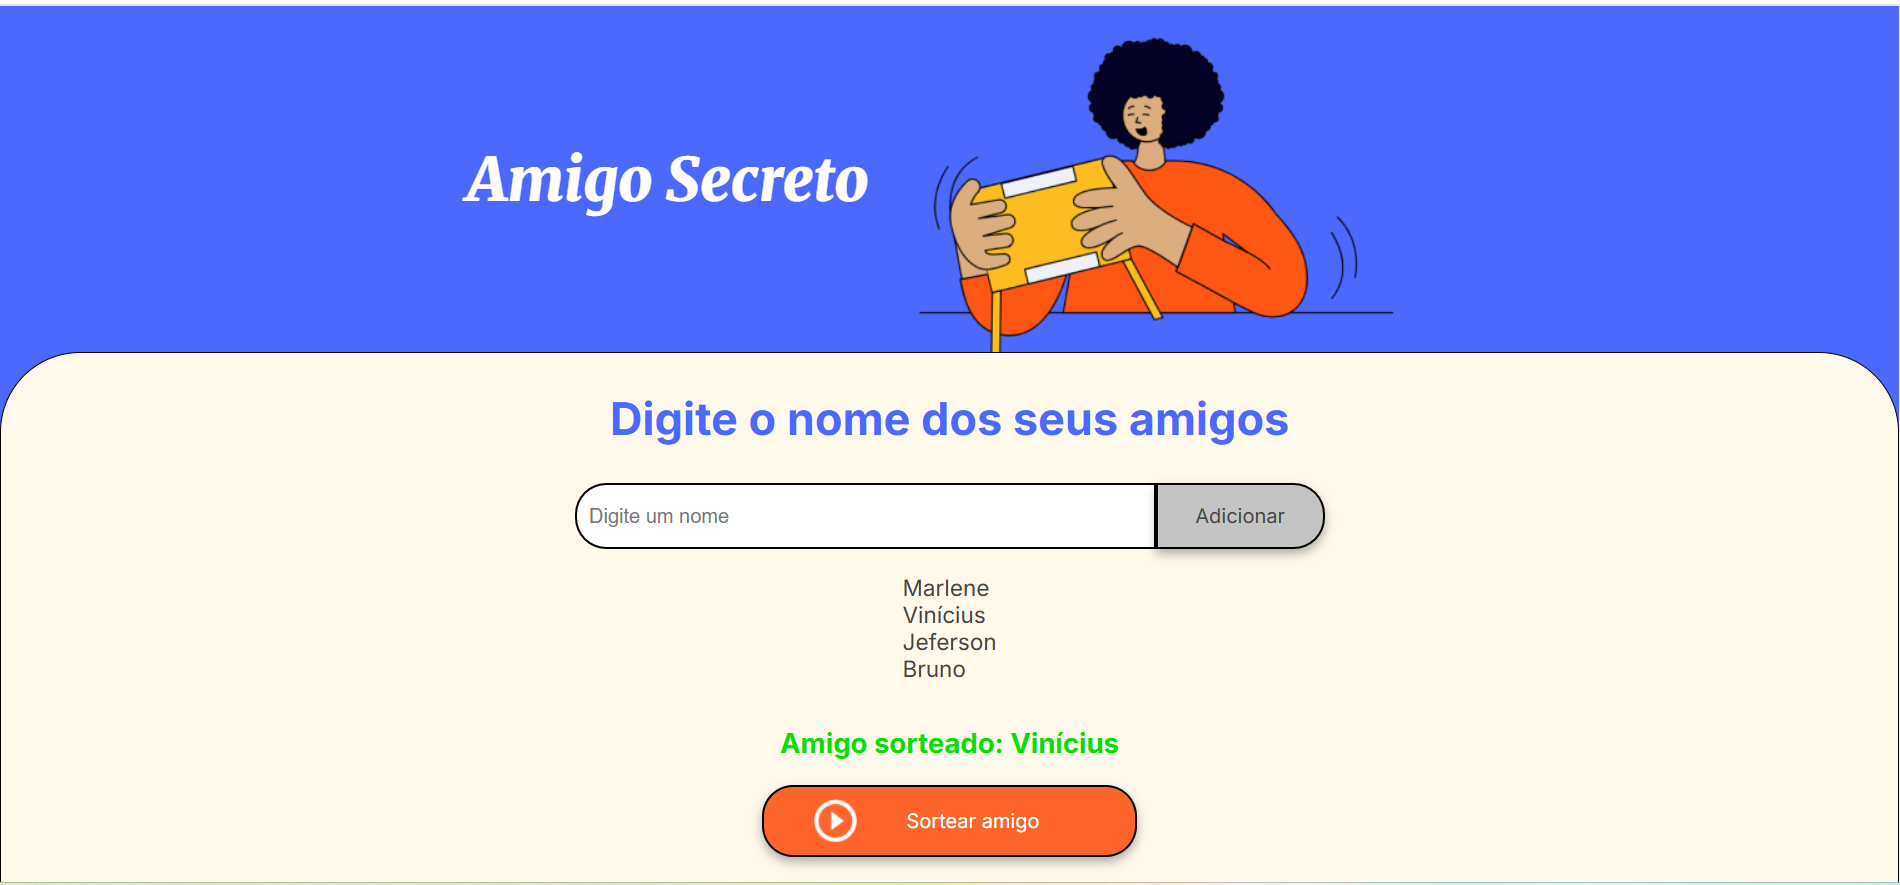 Amigo Secreto
Digite o nome dos seus amigos
Digite um nome
Adicionar
Marlene
Vinícius
Jeferson
Bruno
Amigo sorteado: Vinícius
Sortear amigo